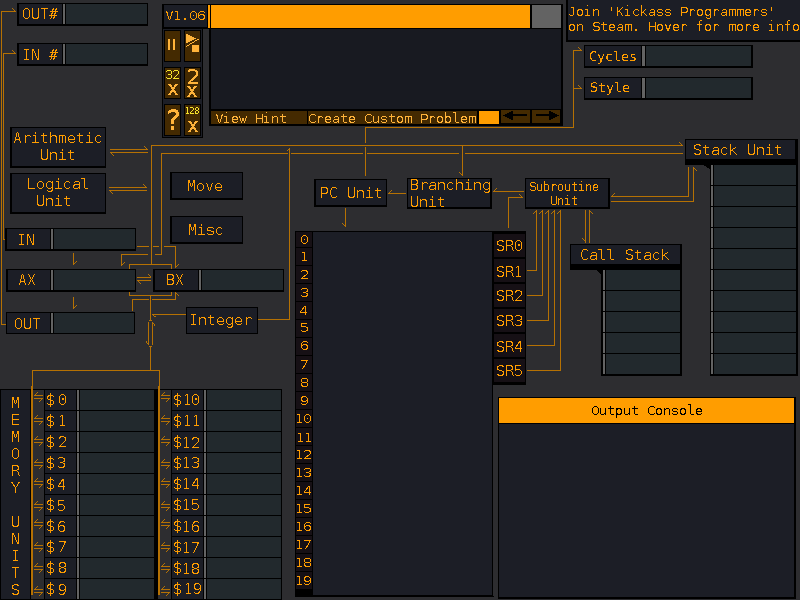 OUT#
V1.06
Join 'Kickass Programmers'
on Steam. Hover for more info
IN #
Cycles
Style
32
X
2
X
?
128
X
View Hint
Create Custom Problem
Arithmetic
Unit
Logical
Unit
Move
Misc
PC Unit
Branching
Unit
Subroutine
Unit
Stack Unit
Call Stack
IN
AX
BX
OUT
Integer
0
1
2
3
4
5
6
7
8
9
10
11
12
13
14
15
16
17
18
19
SR0
SR1
SR2
SR3
SR4
SR5
MEMORY UNITS
$0
$1
$2
$3
$4
$5
$6
$7
$8
$9
$10
$11
$12
$13
$14
$15
$16
$17
$18
$19
Output Console